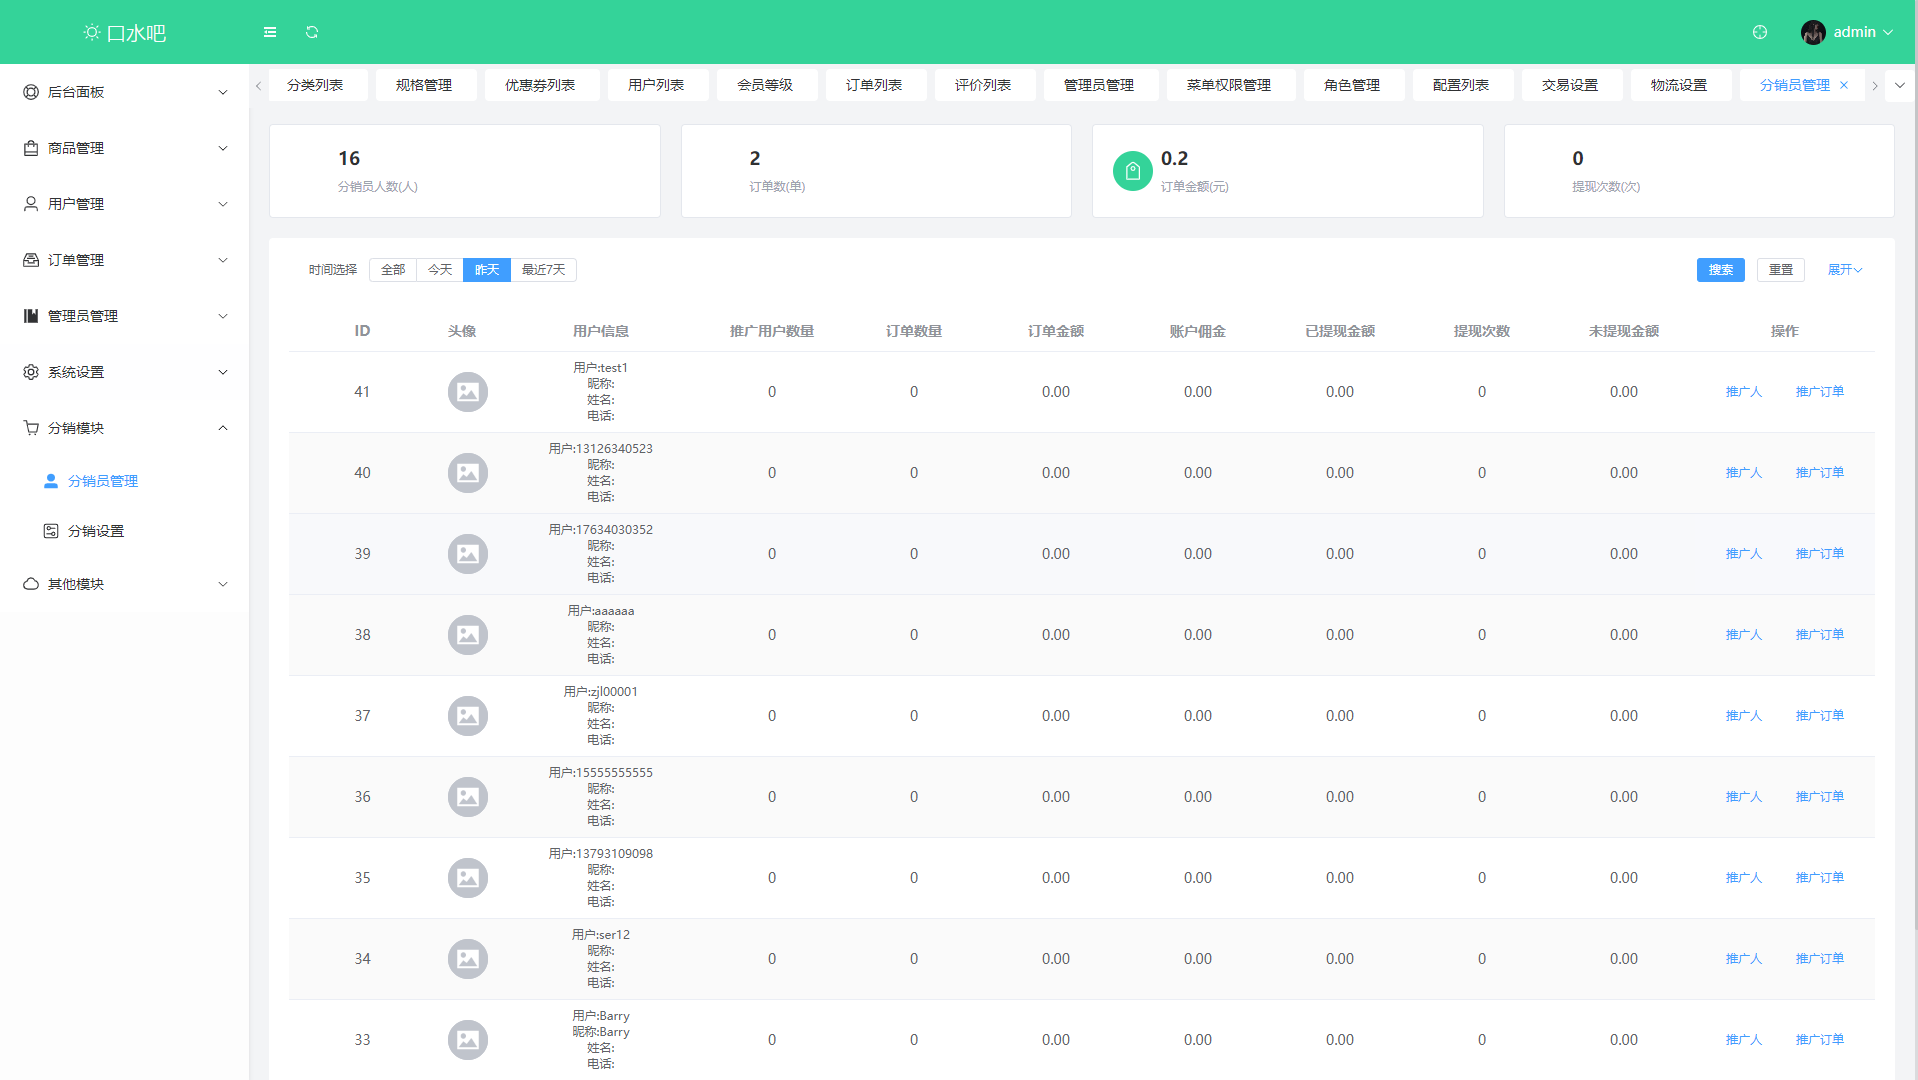 口水吧
admin
后台面板
商品管理
用户管理
订单管理
管理员管理
系统设置
分销模块
分销员管理
分销设置
其他模块
分类列表 规格管理 优惠券列表 用户列表 会员等级 订单列表 评价列表 管理员管理 菜单权限管理 角色管理 配置列表 交易设置 物流设置 分销员管理
16
分销员人数(人)
2
订单数(单)
0.2
订单金额(元)
0
提现次数(次)
时间选择 全部 今天 昨天 最近7天 搜索 重置 展开
ID 头像 用户信息 推广用户数量 订单数量 订单金额 账户佣金 已提现金额 提现次数 未提现金额 操作
41 用户:test1 昵称: 姓名: 电话: 0 0 0.00 0.00 0.00 0 0.00 推广人 推广订单
40 用户:13126340523 昵称: 姓名: 电话: 0 0 0.00 0.00 0.00 0 0.00 推广人 推广订单
39 用户:17634030352 昵称: 姓名: 电话: 0 0 0.00 0.00 0.00 0 0.00 推广人 推广订单
38 用户:aaaaaa 昵称: 姓名: 电话: 0 0 0.00 0.00 0.00 0 0.00 推广人 推广订单
37 用户:zjl00001 昵称: 姓名: 电话: 0 0 0.00 0.00 0.00 0 0.00 推广人 推广订单
36 用户:15555555555 昵称: 姓名: 电话: 0 0 0.00 0.00 0.00 0 0.00 推广人 推广订单
35 用户:13793109098 昵称: 姓名: 电话: 0 0 0.00 0.00 0.00 0 0.00 推广人 推广订单
34 用户:ser12 昵称: 姓名: 电话: 0 0 0.00 0.00 0.00 0 0.00 推广人 推广订单
33 用户:Barry 昵称:Barry 姓名: 电话: 0 0 0.00 0.00 0.00 0 0.00 推广人 推广订单